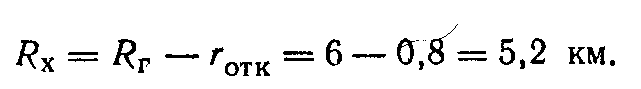 Rх = Rг − rотк = 6 − 0,8 = 5,2 км.